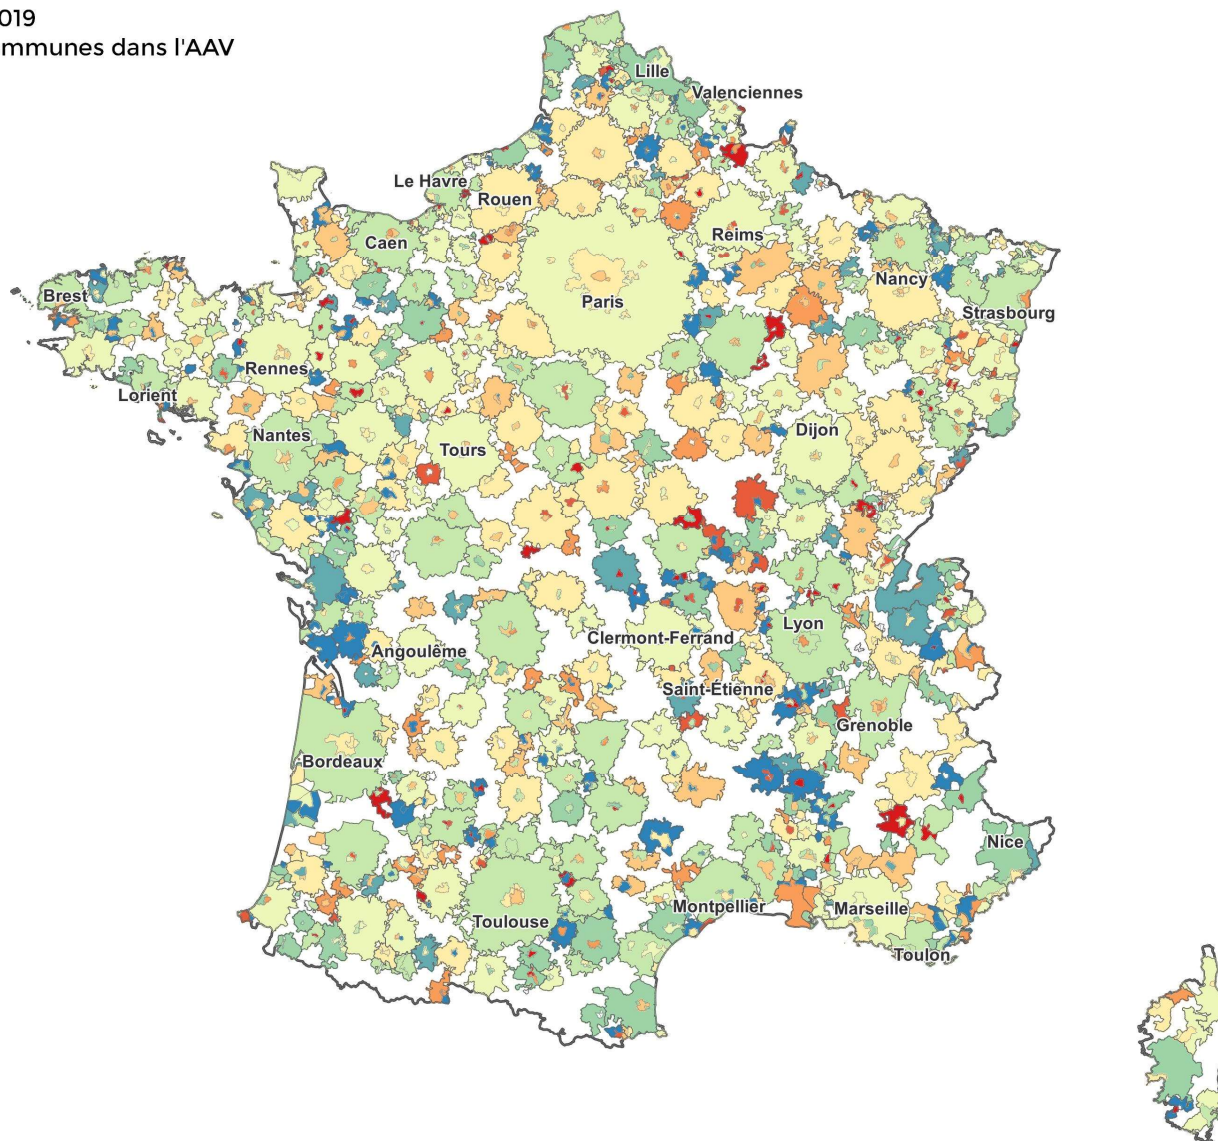 019
mmunes dans l'AAV
Lille
Valenciennes
Le Havre
Rouen
Caen
Reims
Nancy
Paris
Brest
Strasbourg
Rennes
Lorient
Nantes
Dijon
Tours
Lyon
Clermont-Ferrand
Angoulême
Saint-Étienne
Grenoble
Bordeaux
Nice
Montpellier
Marseille
Toulouse
Toulon